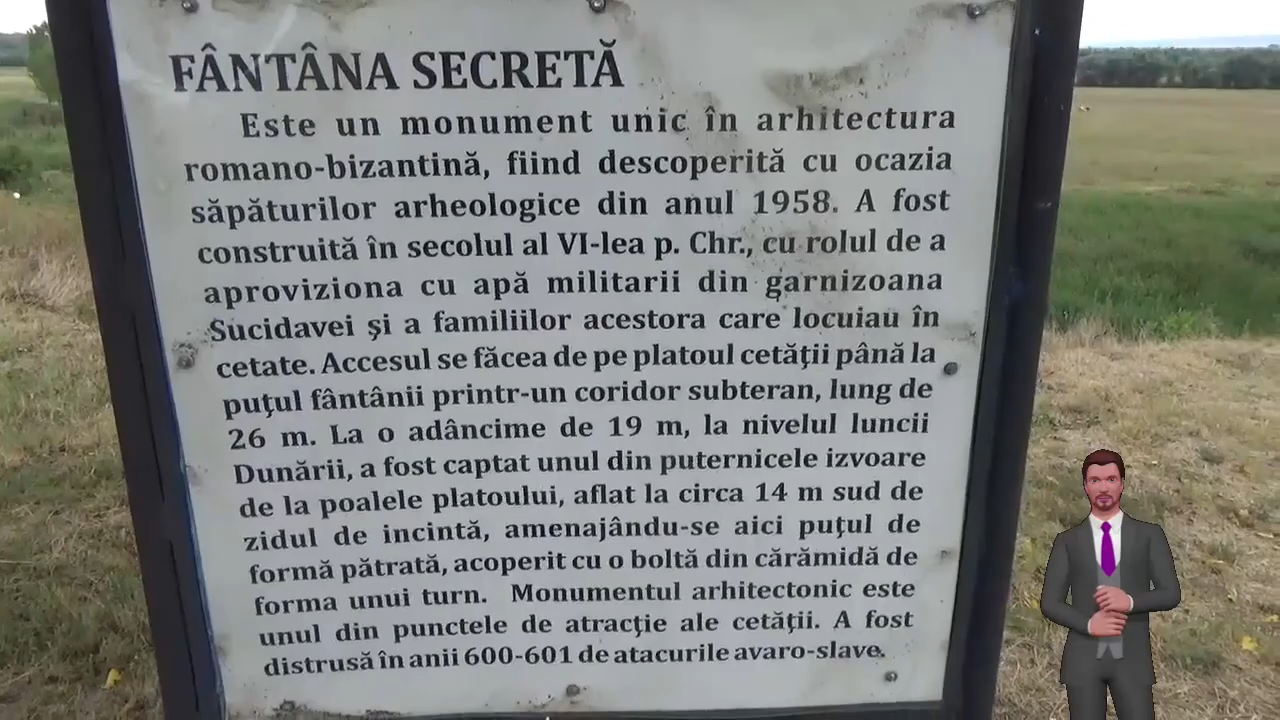 FÂNTÂNA SECRETĂ
Este un monument unic în arhitectura
romano-bizantină, fiind descoperită cu ocazia
săpăturilor arheologice din anul 1958. A fost
construită în secolul al VI-lea p. Chr., cu rolul de a
aproviziona cu apă militarii din garnizoana
Sucidavei şi a familiilor acestora care locuiau în
cetate. Accesul se făcea de pe platoul cetăţii până la
puţul fântânii printr-un coridor subteran, lung de
26 m. La o adâncime de 19 m, la nivelul luncii
Dunării, a fost captat unul din puternicele izvoare
de la poalele platoului, aflat la circa 14 m sud de
zidul de incintă, amenajându-se aici puţul de
formă pătrată, acoperit cu o boltă din cărămidă de
forma unui turn. Monumentul arhitectonic este
unul din punctele de atracţie ale cetăţii. A fost
distrusă în anii 600-601 de atacurile avaro-slave.